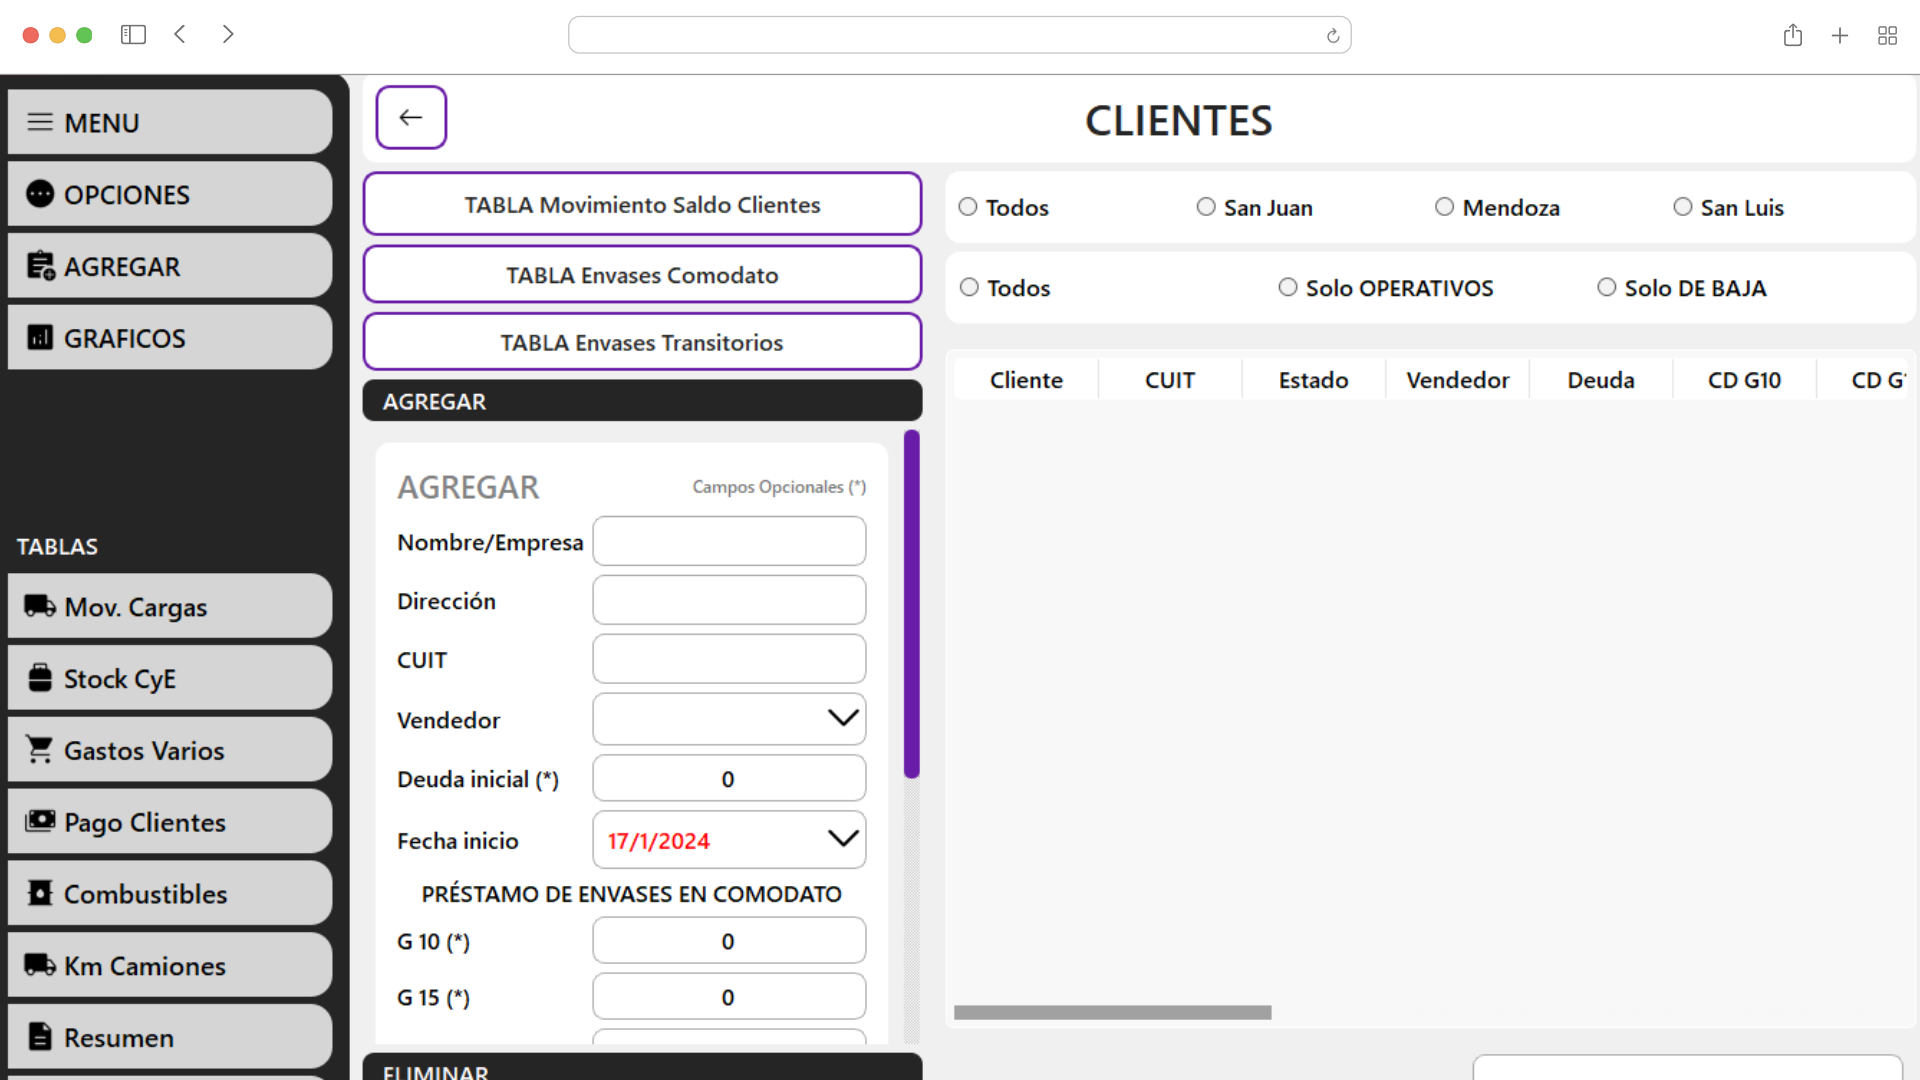 MENU
OPCIONES
AGREGAR
GRAFICOS
TABLAS
Mov. Cargas
Stock CyE
Gastos Varios
Pago Clientes
Combustibles
Km Camiones
Resumen
CLIENTES
TABLA Movimiento Saldo Clientes
TABLA Envases Comodato
TABLA Envases Transitorios
AGREGAR
AGREGAR Campos Opcionales (*)
Nombre/Empresa
Dirección
CUIT
Vendedor
Deuda inicial (*) 0
Fecha inicio 17/1/2024
PRÉSTAMO DE ENVASES EN COMODATO
G 10 (*) 0
G 15 (*) 0
ELIMINAR
Todos San Juan Mendoza San Luis
Todos Solo OPERATIVOS Solo DE BAJA
Cliente CUIT Estado Vendedor Deuda CD G10 CD G